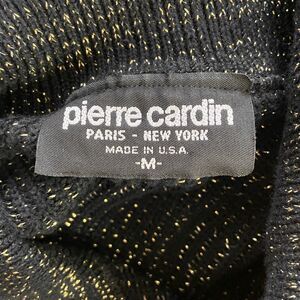 pierre cardin
PARIS - NEW YORK
MADE IN U.S.A.
-M-